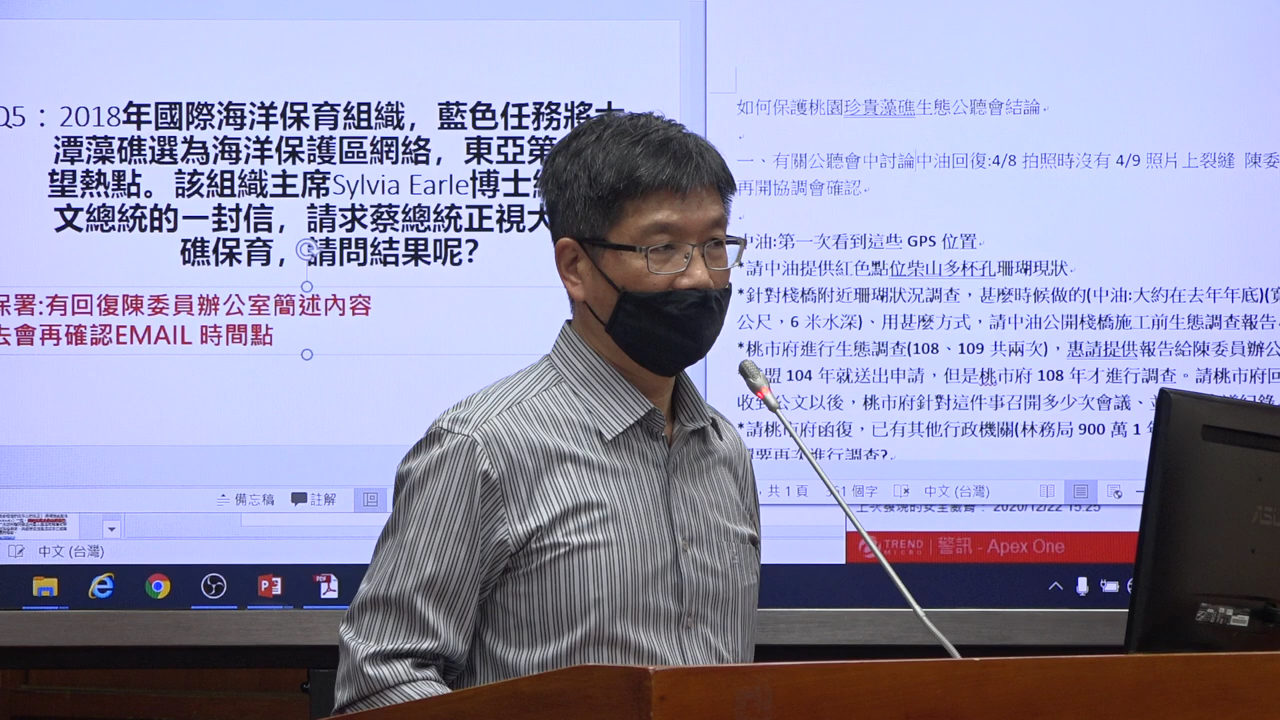 Q5：2018年國際海洋保育組織，藍色任務將大
潭藻礁選為海洋保護區網絡，東亞第
望熱點。該組織主席Sylvia Earle博士
文總統的一封信，請求蔡總統正視大
礁保育，請問結果呢？
保署:有回復陳委員辦公室簡述內容
去會再確認EMAIL 時間點
備忘稿 註解
中文 (台灣)
如何保護桃園珍貴藻礁生態公聽會結論
一、有關公聽會中討論中油回復:4/8 拍照時沒有 4/9 照片上裂縫 陳委
再開協調會確認
中油:第一次看到這些 GPS 位置
*請中油提供紅色點位柴山多杯孔珊瑚現狀
*針對棧橋附近珊瑚狀況調查，甚麼時候做的(中油:大約在去年年底)(
公尺，6 米水深)、用甚麼方式，請中油公開棧橋施工前生態調查報告
*桃市府進行生態調查(108、109 共兩次)，惠請提供報告給陳委員辦公
盟 104 年就送出申請，但是桃市府 108 年才進行調查。請桃市府回
收到公文以後，桃市府針對這件事召開多少次會議、
*請桃市府函復，已有其他行政機關(林務局 900 萬 1
要再次進行調查?
共 1 頁 個字 中文 (台灣)
上次發現的安全威脅： 2020/12/22 15:25
TREND MICRO 警訊 - Apex One